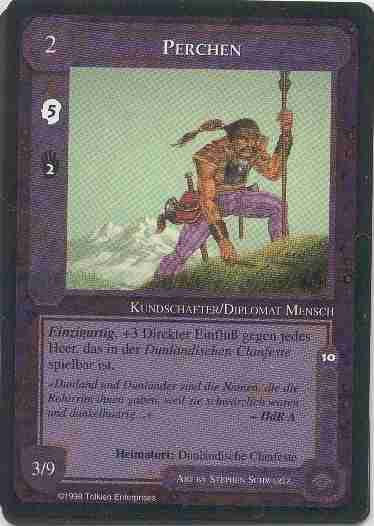 2 PERCHEN
5
2
KUNDSCHAFTER/DIPLOMAT MENSCH
Einzigartig. +3 Direkter Einfluß gegen jedes
Heer, das in der Dunländischen Clanfeste
spielbar ist.
10
»Dunland und Dunländer sind die Namen, die die
Rohirrim ihnen gaben, weil sie schwärzlich waren
und dunkelhaarig ...« – HdR A
Heimatort: Dunländische Clanfeste
3/9
ART BY STEPHEN SCHWARTZ
©1998 Tolkien Enterprises